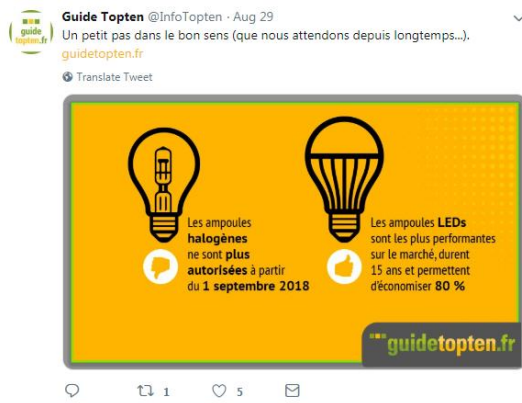 Guide Topten @InfoTopten · Aug 29
guide
topten.fr
Un petit pas dans le bon sens (que nous attendons depuis longtemps...).
guidetopten.fr
Translate Tweet
Les ampoules
halogènes
ne sont plus
autorisées à partir
du 1 septembre 2018
Les ampoules LEDs
sont les plus performantes
sur le marché, durent
15 ans et permettent
d'économiser 80 %
guidetopten.fr
1
5